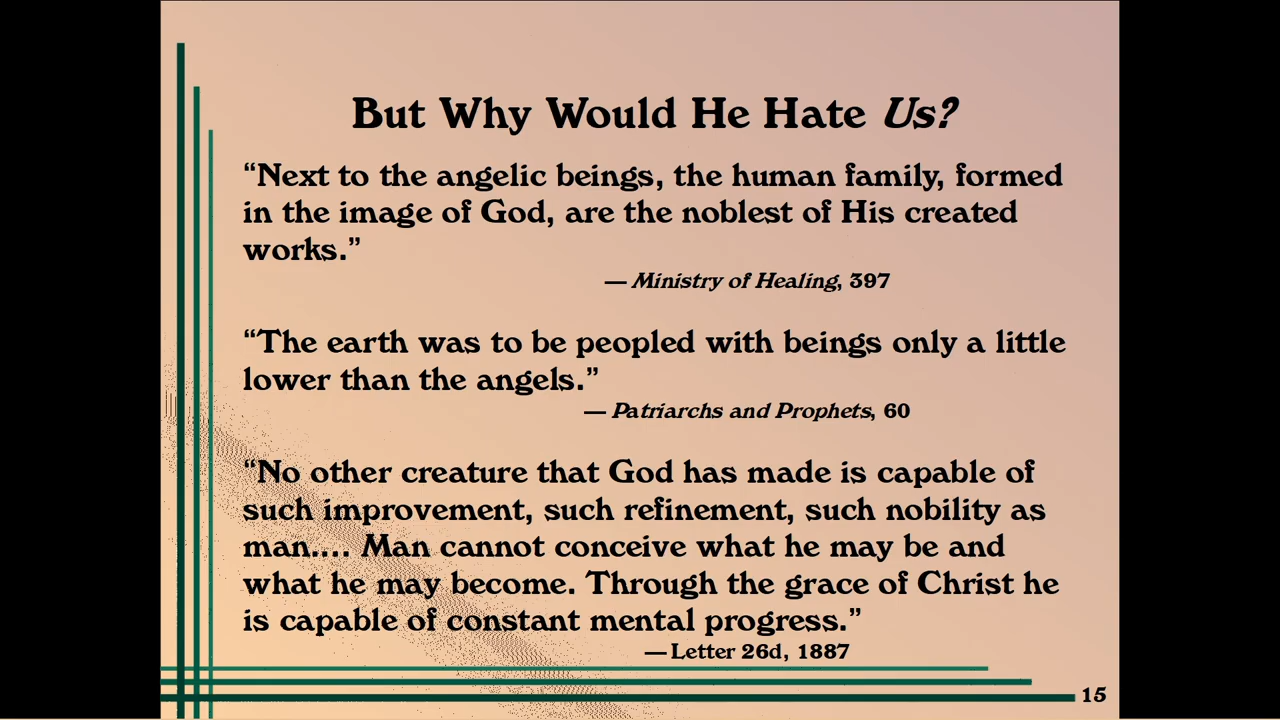 But Why Would He Hate Us?
“Next to the angelic beings, the human family, formed
in the image of God, are the noblest of His created
works.”
— Ministry of Healing, 397
“The earth was to be peopled with beings only a little
lower than the angels.”
— Patriarchs and Prophets, 60
“No other creature that God has made is capable of
such improvement, such refinement, such nobility as
man.... Man cannot conceive what he may be and
what he may become. Through the grace of Christ he
is capable of constant mental progress.”
— Letter 26d, 1887
15